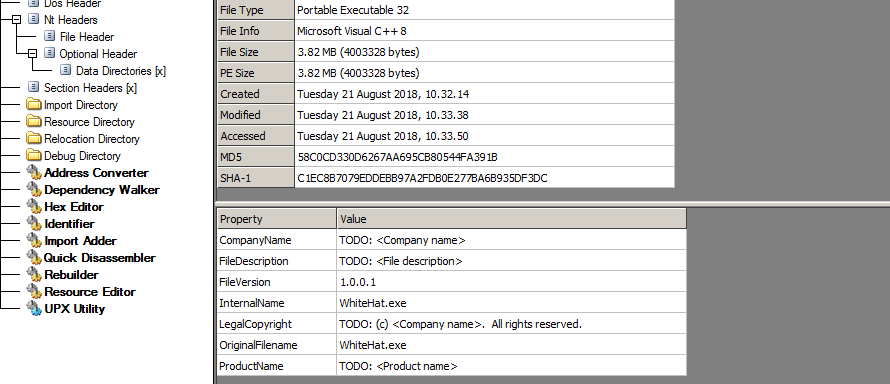 Dos Header
Nt Headers
File Header
Optional Header
Data Directories [x]
Section Headers [x]
Import Directory
Resource Directory
Relocation Directory
Debug Directory
Address Converter
Dependency Walker
Hex Editor
Identifier
Import Adder
Quick Disassembler
Rebuilder
Resource Editor
UPX Utility
File Type Portable Executable 32
File Info Microsoft Visual C++ 8
File Size 3.82 MB (4003328 bytes)
PE Size 3.82 MB (4003328 bytes)
Created Tuesday 21 August 2018, 10.32.14
Modified Tuesday 21 August 2018, 10.33.38
Accessed Tuesday 21 August 2018, 10.33.50
MD5 58C0CD330D6267AA695CB80544FA391B
SHA-1 C1EC8B7079EDDEBB97A2FDB0E277BA6B935DF3DC
Property Value
CompanyName TODO: <Company name>
FileDescription TODO: <File description>
FileVersion 1.0.0.1
InternalName WhiteHat.exe
LegalCopyright TODO: (c) <Company name>.  All rights reserved.
OriginalFilename WhiteHat.exe
ProductName TODO: <Product name>